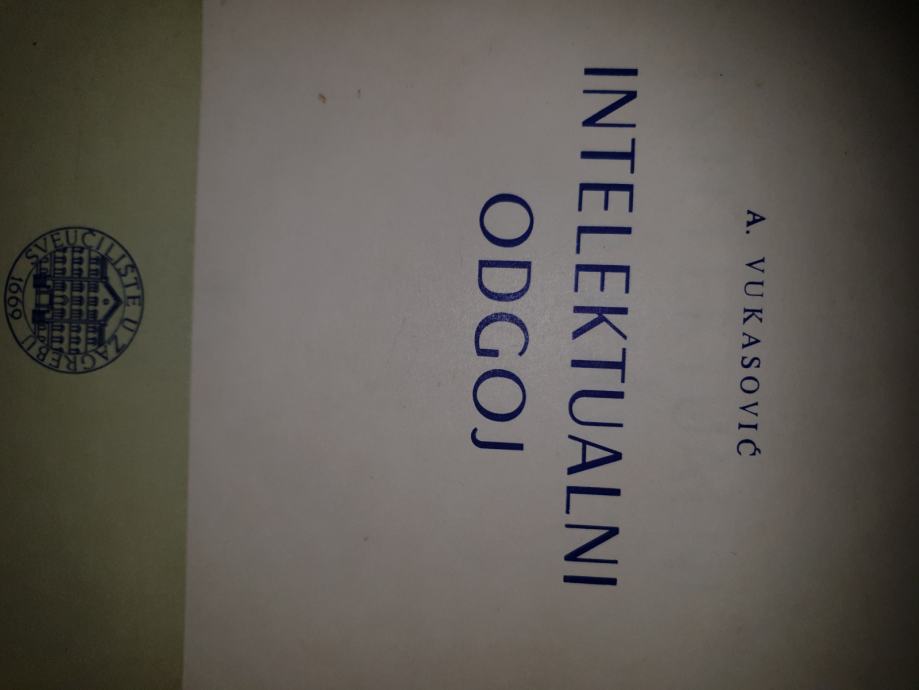 A. VUKASOVIĆ
INTELEKTUALNI
ODGOJ
SVEUČILIŠTE U ZAGREBU
1669